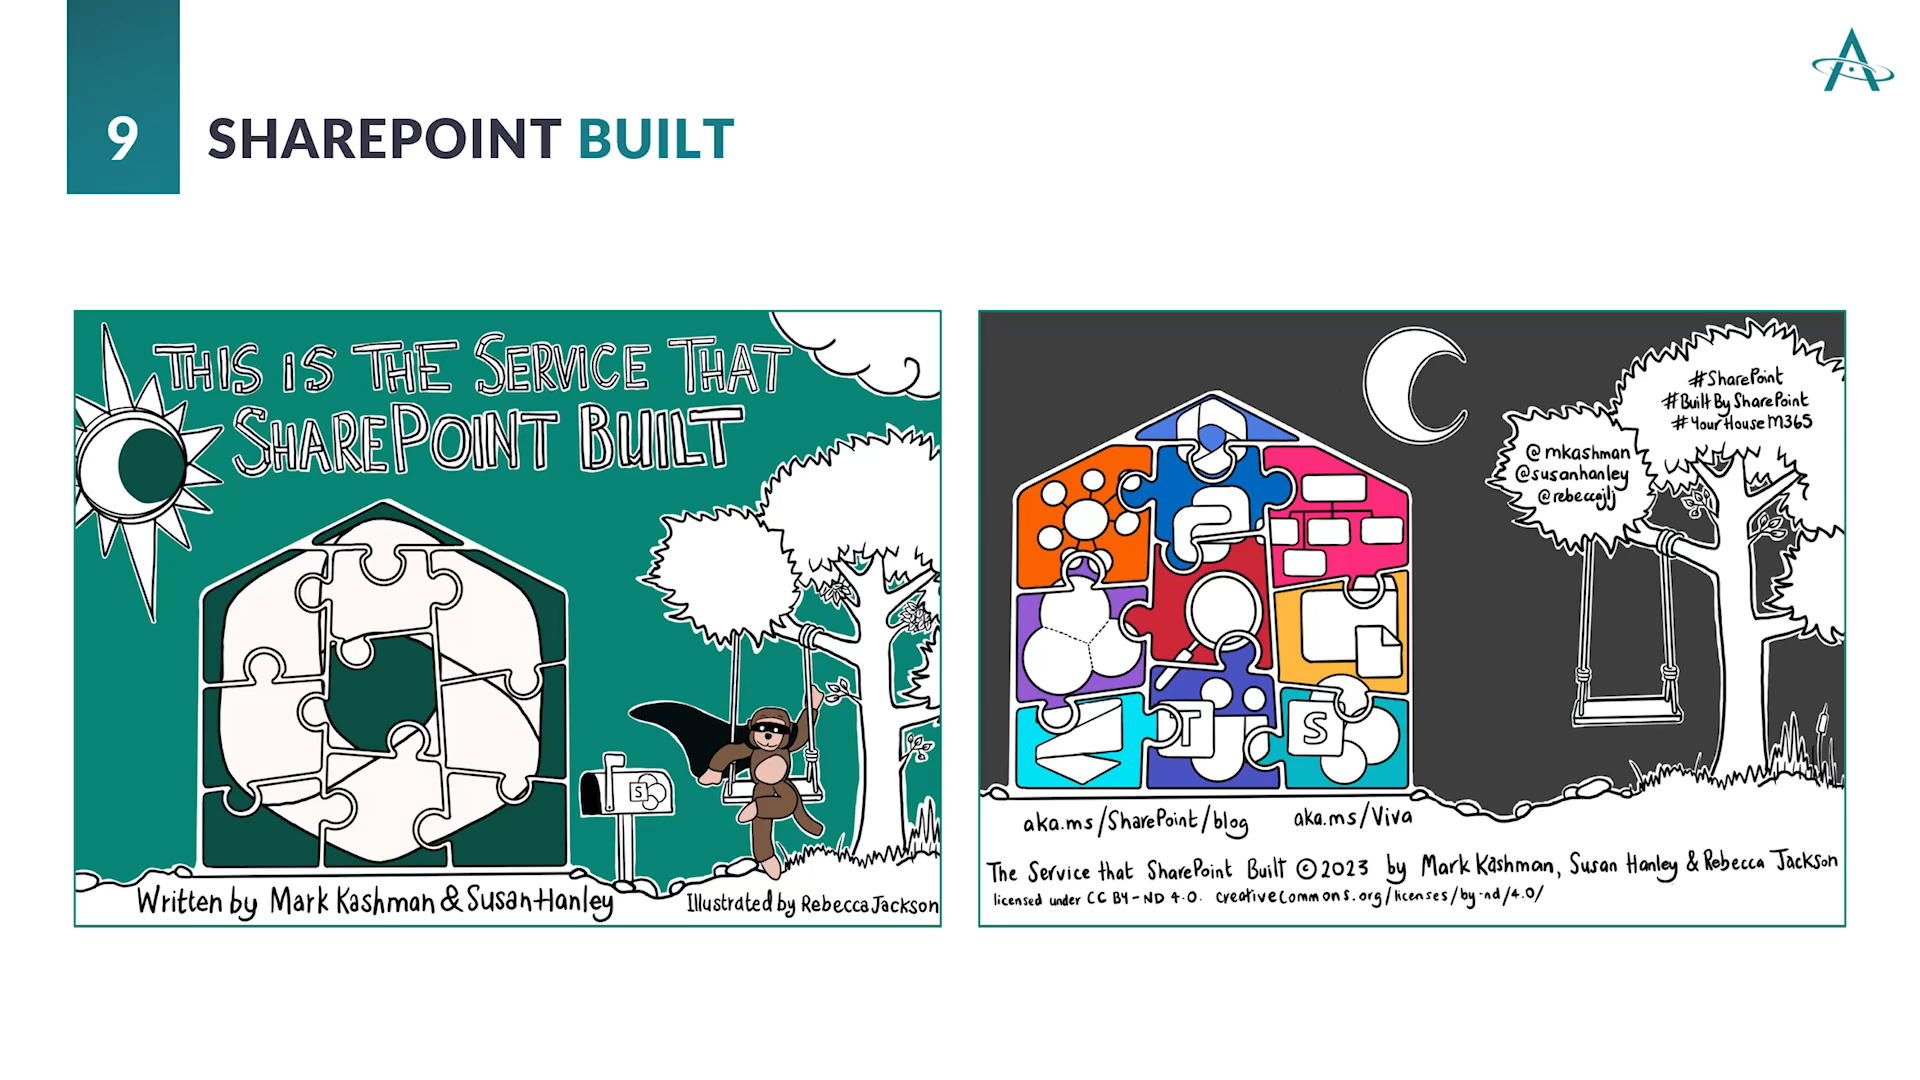 9
SHAREPOINT BUILT
THIS IS THE SERVICE THAT
SHAREPOINT BUILT
S
Written by Mark Kashman & Susan Hanley
Illustrated by Rebecca Jackson
#SharePoint
#BuiltBySharePoint
#YourHouseM365
@mkashman
@susanhanley
@rebeccajlj
T
S
aka.ms/SharePoint/blog
aka.ms/Viva
The Service that SharePoint Built © 2023 by Mark Kashman, Susan Hanley & Rebecca Jackson
licensed under CC BY-ND 4.0. creativecommons.org/licenses/by-nd/4.0/